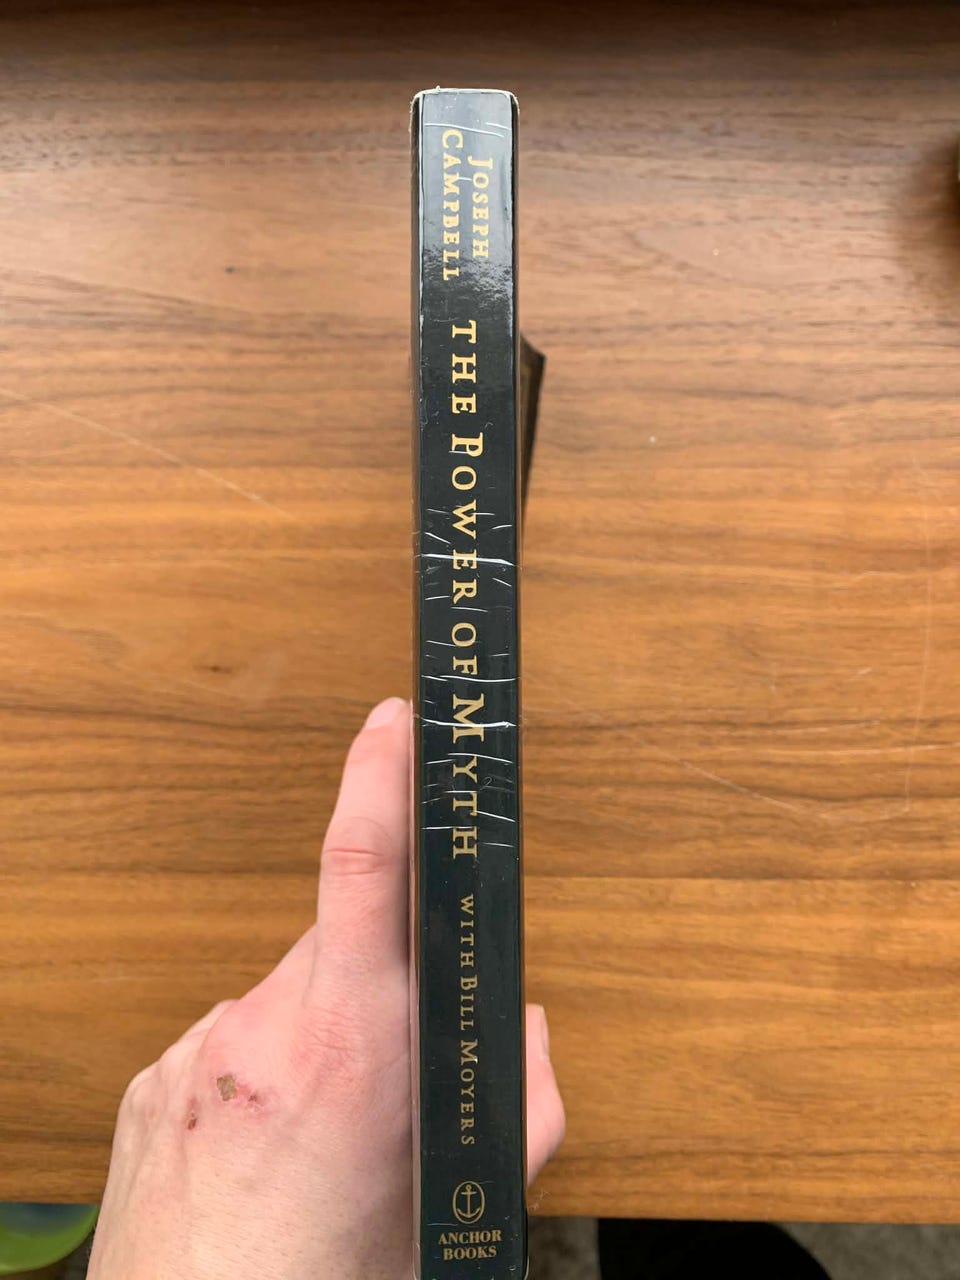 JOSEPH
CAMPBELL
THE POWER OF MYTH
WITH BILL MOYERS
ANCHOR
BOOKS